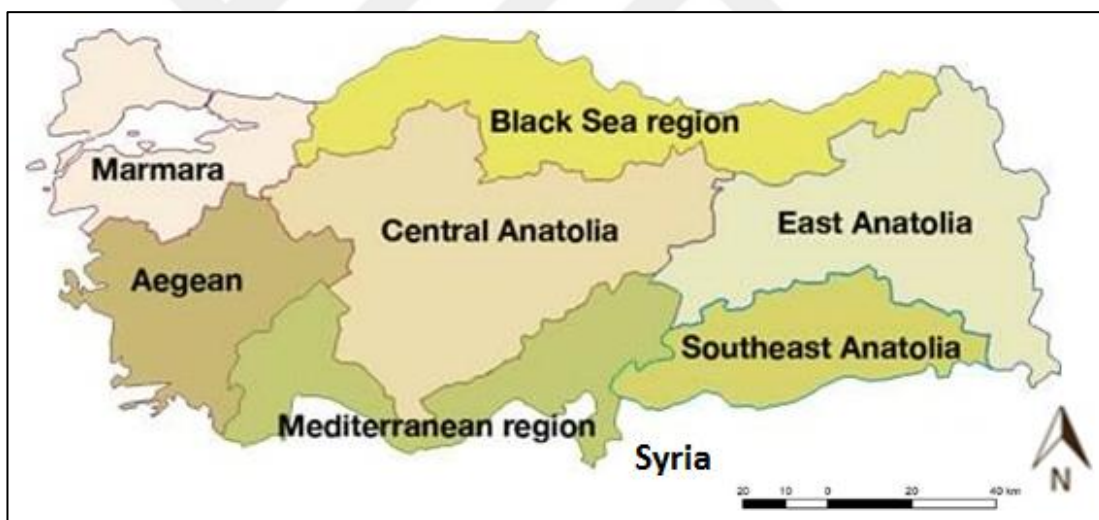 Black Sea region
Marmara
Central Anatolia
East Anatolia
Aegean
Southeast Anatolia
Mediterranean region
Syria
N
20 10 0 20 40 km